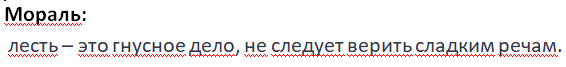 Мораль:
лесть – это гнусное дело, не следует верить сладким речам.